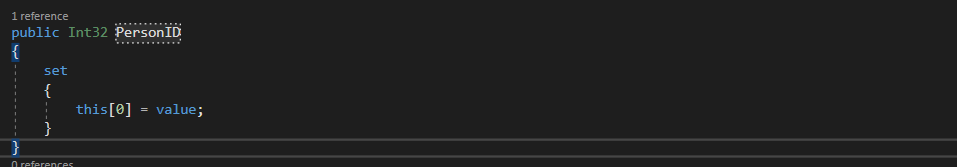 1 reference
public Int32 PersonID
{
set
{
this[0] = value;
}
}
0 references